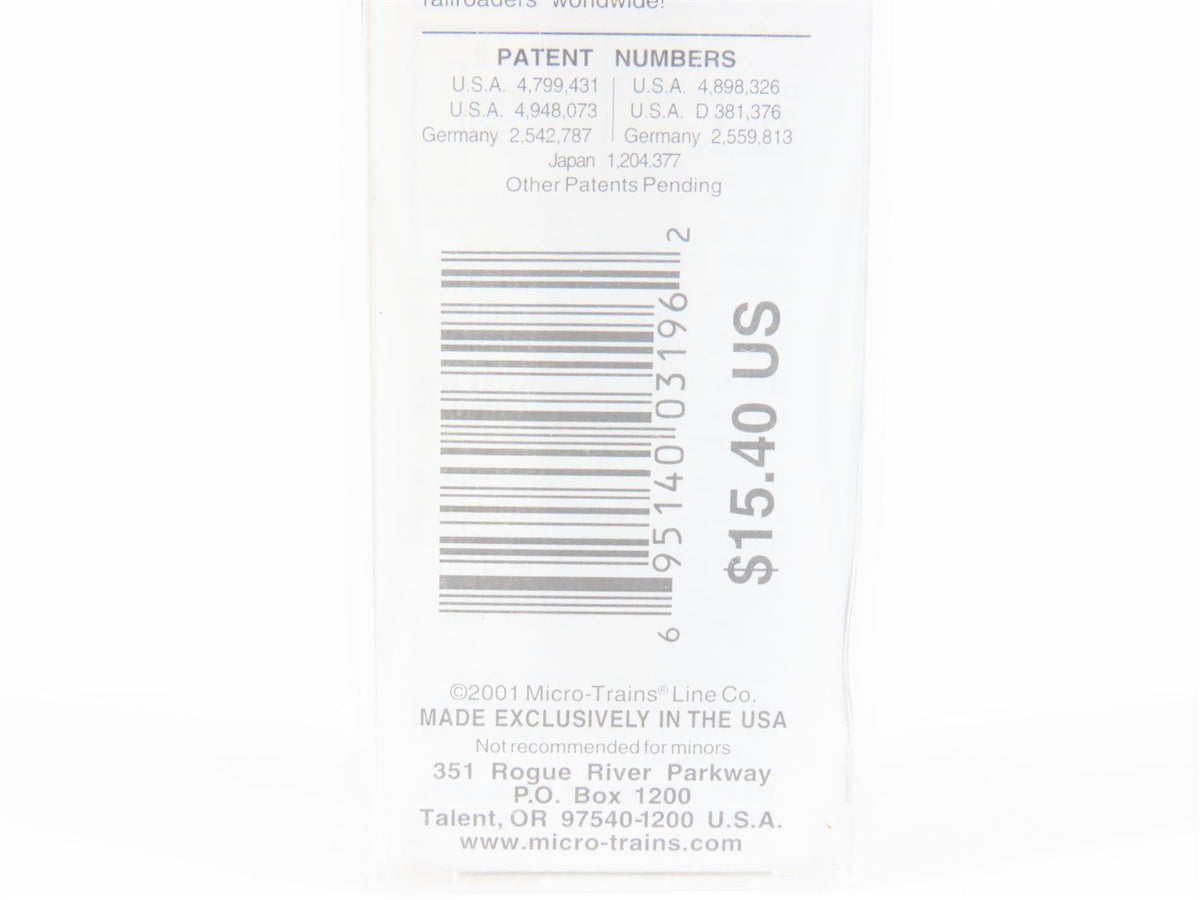 railroaders worldwide!
PATENT NUMBERS
U.S.A. 4,799,431 | U.S.A. 4,898,326
U.S.A. 4,948,073 | U.S.A. D 381,376
Germany 2,542,787 | Germany 2,559,813
Japan 1,204,377
Other Patents Pending
6 95140 03196 2
$15.40 US
©2001 Micro-Trains® Line Co.
MADE EXCLUSIVELY IN THE USA
Not recommended for minors
351 Rogue River Parkway
P.O. Box 1200
Talent, OR 97540-1200 U.S.A.
www.micro-trains.com